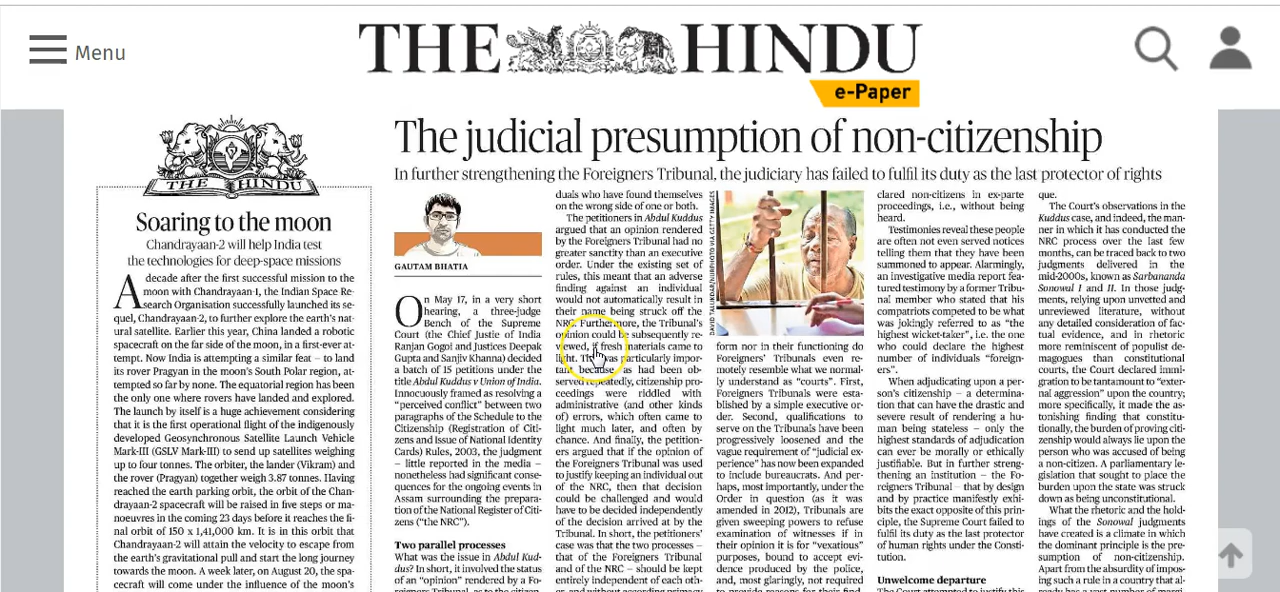 Menu
THE HINDU
e-Paper
THE HINDU
Soaring to the moon
Chandrayaan-2 will help India test
the technologies for deep-space missions
A decade after the first successful mission to the
moon with Chandrayaan-1, the Indian Space Re-
search Organisation successfully launched its se-
quel, Chandrayaan-2, to further explore the earth's nat-
ural satellite. Earlier this year, China landed a robotic
spacecraft on the far side of the moon, in a first-ever at-
tempt. Now India is attempting a similar feat – to land
its rover Pragyan in the moon's South Polar region, at-
tempted so far by none. The equatorial region has been
the only one where rovers have landed and explored.
The launch by itself is a huge achievement considering
that it is the first operational flight of the indigenously
developed Geosynchronous Satellite Launch Vehicle
Mark-III (GSLV Mark-III) to send up satellites weighing
up to four tonnes. The orbiter, the lander (Vikram) and
the rover (Pragyan) together weigh 3.87 tonnes. Having
reached the earth parking orbit, the orbit of the Chan-
drayaan-2 spacecraft will be raised in five steps or ma-
noeuvres in the coming 23 days before it reaches the fi-
nal orbit of 150 x 1,41,000 km. It is in this orbit that
Chandrayaan-2 will attain the velocity to escape from
the earth's gravitational pull and start the long journey
towards the moon. A week later, on August 20, the spa-
cecraft will come under the influence of the moon's
The judicial presumption of non-citizenship
In further strengthening the Foreigners Tribunal, the judiciary has failed to fulfil its duty as the last protector of rights
GAUTAM BHATIA
On May 17, in a very short
hearing, a three-judge
Bench of the Supreme
Court (the Chief Justice of India
Ranjan Gogoi and Justices Deepak
Gupta and Sanjiv Khanna) decided
a batch of 15 petitions under the
title Abdul Kuddus v Union of India.
Innocuously framed as resolving a
"perceived conflict" between two
paragraphs of the Schedule to the
Citizenship (Registration of Citi-
zens and Issue of National Identity
Cards) Rules, 2003, the judgment
– little reported in the media –
nonetheless had significant conse-
quences for the ongoing events in
Assam surrounding the prepara-
tion of the National Register of Citi-
zens ("the NRC").
Two parallel processes
What was the issue in Abdul Kud-
dus? In short, it involved the status
of an "opinion" rendered by a Fo-
duals who have found themselves
on the wrong side of one or both.
The petitioners in Abdul Kuddus
argued that an opinion rendered
by the Foreigners Tribunal had no
greater sanctity than an executive
order. Under the existing set of
rules, this meant that an adverse
finding against an individual
would not automatically result in
their name being struck off the
NRC. Furthermore, the Tribunal's
opinion could be subsequently re-
viewed, if fresh materials came to
light. This was particularly impor-
tant because, as had been ob-
served repeatedly, citizenship pro-
ceedings were riddled with
administrative (and other kinds
of) errors, which often came to
light much later, and often by
chance. And finally, the petition-
ers argued that if the opinion of
the Foreigners Tribunal was used
to justify keeping an individual out
of the NRC, then that decision
could be challenged and would
have to be decided independently
of the decision arrived at by the
Tribunal. In short, the petitioners'
case was that the two processes –
that of the Foreigners Tribunal
and of the NRC – should be kept
entirely independent of each oth-
DAVID TALUKDAR/NURPHOTO VIA GETTY IMAGES
form nor in their functioning do
Foreigners' Tribunals even re-
motely resemble what we normal-
ly understand as "courts". First,
Foreigners Tribunals were esta-
blished by a simple executive or-
der. Second, qualifications to
serve on the Tribunals have been
progressively loosened and the
vague requirement of "judicial ex-
perience" has now been expanded
to include bureaucrats. And per-
haps, most importantly, under the
Order in question (as it was
amended in 2012), Tribunals are
given sweeping powers to refuse
examination of witnesses if in
their opinion it is for "vexatious"
purposes, bound to accept evi-
dence produced by the police,
and, most glaringly, not required
clared non-citizens in ex-parte
proceedings, i.e., without being
heard.
Testimonies reveal these people
are often not even served notices
telling them that they have been
summoned to appear. Alarmingly,
an investigative media report fea-
tured testimony by a former Tribu-
nal member who stated that his
compatriots competed to be what
was jokingly referred to as "the
highest wicket-taker", i.e. the one
who could declare the highest
number of individuals "foreign-
ers".
When adjudicating upon a per-
son's citizenship – a determina-
tion that can have the drastic and
severe result of rendering a hu-
man being stateless – only the
highest standards of adjudication
can ever be morally or ethically
justifiable. But in further streng-
thening an institution – the Fo-
reigners Tribunal – that by design
and by practice manifestly exhi-
bits the exact opposite of this prin-
ciple, the Supreme Court failed to
fulfil its duty as the last protector
of human rights under the Consti-
tution.
Unwelcome departure
The Court attempted to justify this
que.
The Court's observations in the
Kuddus case, and indeed, the man-
ner in which it has conducted the
NRC process over the last few
months, can be traced back to two
judgments delivered in the
mid-2000s, known as Sarbananda
Sonowal I and II. In those judg-
ments, relying upon unvetted and
unreviewed literature, without
any detailed consideration of fac-
tual evidence, and in rhetoric
more reminiscent of populist de-
magogues than constitutional
courts, the Court declared immi-
gration to be tantamount to "exter-
nal aggression" upon the country;
more specifically, it made the as-
tonishing finding that constitu-
tionally, the burden of proving citi-
zenship would always lie upon the
person who was accused of being
a non-citizen. A parliamentary le-
gislation that sought to place the
burden upon the state was struck
down as being unconstitutional.
What the rhetoric and the hold-
ings of the Sonowal judgments
have created is a climate in which
the dominant principle is the pre-
sumption of non-citizenship.
Apart from the absurdity of impos-
ing such a rule in a country that al-